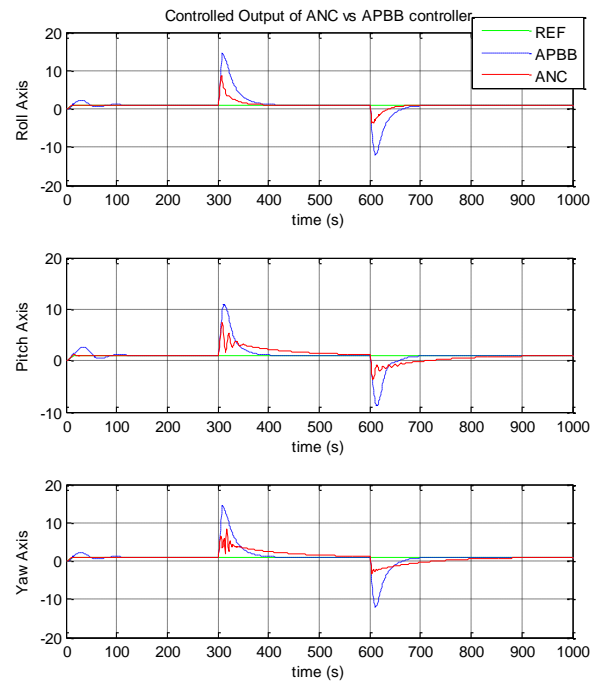 Controlled Output of ANC vs APBB controller
REF
APBB
ANC
Roll Axis
20
10
0
-10
-20
0 100 200 300 400 500 600 700 800 900 1000
time (s)
Pitch Axis
20
10
0
-10
0 100 200 300 400 500 600 700 800 900 1000
time (s)
Yaw Axis
20
10
0
-10
-20
0 100 200 300 400 500 600 700 800 900 1000
time (s)